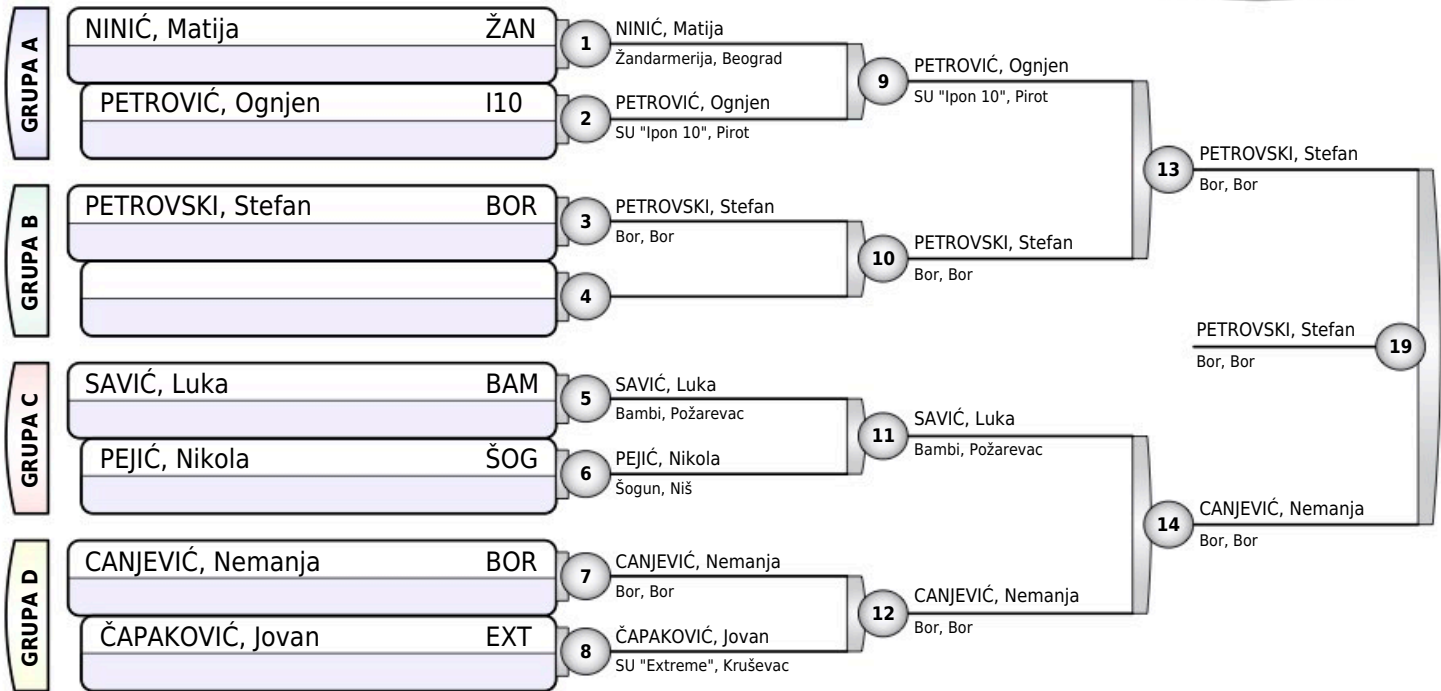 GRUPA A
NINIĆ, Matija ŽAN
PETROVIĆ, Ognjen I10
1
NINIĆ, Matija
Žandarmerija, Beograd
2
PETROVIĆ, Ognjen
SU "Ipon 10", Pirot
9
PETROVIĆ, Ognjen
SU "Ipon 10", Pirot
GRUPA B
PETROVSKI, Stefan BOR
3
PETROVSKI, Stefan
Bor, Bor
4
10
PETROVSKI, Stefan
Bor, Bor
13
PETROVSKI, Stefan
Bor, Bor
GRUPA C
SAVIĆ, Luka BAM
PEJIĆ, Nikola ŠOG
5
SAVIĆ, Luka
Bambi, Požarevac
6
PEJIĆ, Nikola
Šogun, Niš
11
SAVIĆ, Luka
Bambi, Požarevac
GRUPA D
CANJEVIĆ, Nemanja BOR
ČAPAKOVIĆ, Jovan EXT
7
CANJEVIĆ, Nemanja
Bor, Bor
8
ČAPAKOVIĆ, Jovan
SU "Extreme", Kruševac
12
CANJEVIĆ, Nemanja
Bor, Bor
14
CANJEVIĆ, Nemanja
Bor, Bor
PETROVSKI, Stefan
Bor, Bor
19